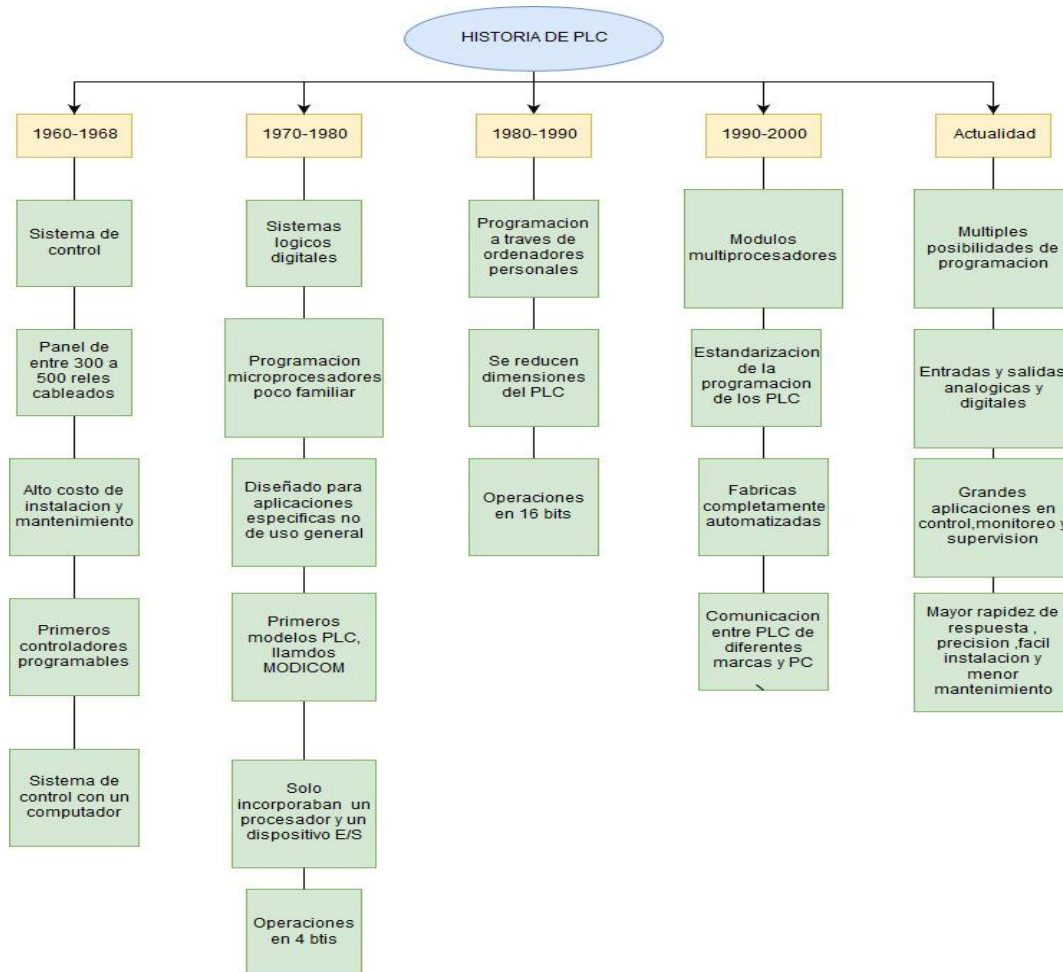 HISTORIA DE PLC
1960-1968
Sistema de
control
Panel de
entre 300 a
500 reles
cableados
Alto costo de
instalacion y
mantenimiento
Primeros
controladores
programables
Sistema de
control con un
computador
1970-1980
Sistemas
logicos
digitales
Programacion
microprocesadores
poco familiar
Diseñado para
aplicaciones
especificas no
de uso general
Primeros
modelos PLC,
llamdos
MODICOM
Solo
incorporaban un
procesador y un
dispositivo E/S
Operaciones
en 4 btis
1980-1990
Programacion
a traves de
ordenadores
personales
Se reducen
dimensiones
del PLC
Operaciones
en 16 bits
1990-2000
Modulos
multiprocesadores
Estandarizacion
de la
programacion
de los PLC
Fabricas
completamente
automatizadas
Comunicacion
entre PLC de
diferentes
marcas y PC
Actualidad
Multiples
posibilidades de
programacion
Entradas y salidas
analogicas y
digitales
Grandes
aplicaciones en
control,monitoreo y
supervision
Mayor rapidez de
respuesta ,
precision ,facil
instalacion y
menor
mantenimiento